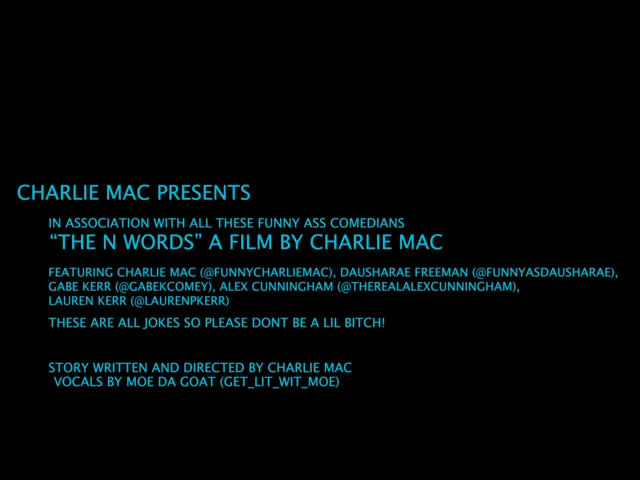 CHARLIE MAC PRESENTS
IN ASSOCIATION WITH ALL THESE FUNNY ASS COMEDIANS
“THE N WORDS” A FILM BY CHARLIE MAC
FEATURING CHARLIE MAC (@FUNNYCHARLIEMAC), DAUSHARAE FREEMAN (@FUNNYASDAUSHARAE),
GABE KERR (@GABEKCOMEY), ALEX CUNNINGHAM (@THEREALALEXCUNNINGHAM),
LAUREN KERR (@LAURENPKERR)
THESE ARE ALL JOKES SO PLEASE DONT BE A LIL BITCH!
STORY WRITTEN AND DIRECTED BY CHARLIE MAC
VOCALS BY MOE DA GOAT (GET_LIT_WIT_MOE)